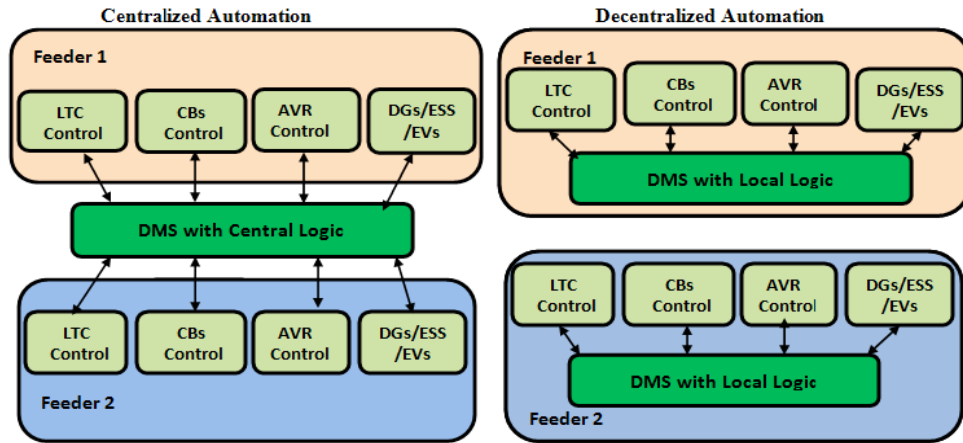 Centralized Automation
Feeder 1
LTC
Control
CBs
Control
AVR
Control
DGs/ESS
/EVs
DMS with Central Logic
LTC
Control
CBs
Control
AVR
Control
DGs/ESS
/EVs
Feeder 2
Decentralized Automation
Feeder 1
LTC
Control
CBs
Control
AVR
Control
DGs/ESS
/EVs
DMS with Local Logic
LTC
Control
CBs
Control
AVR
Control
DGs/ESS
/EVs
DMS with Local Logic
Feeder 2